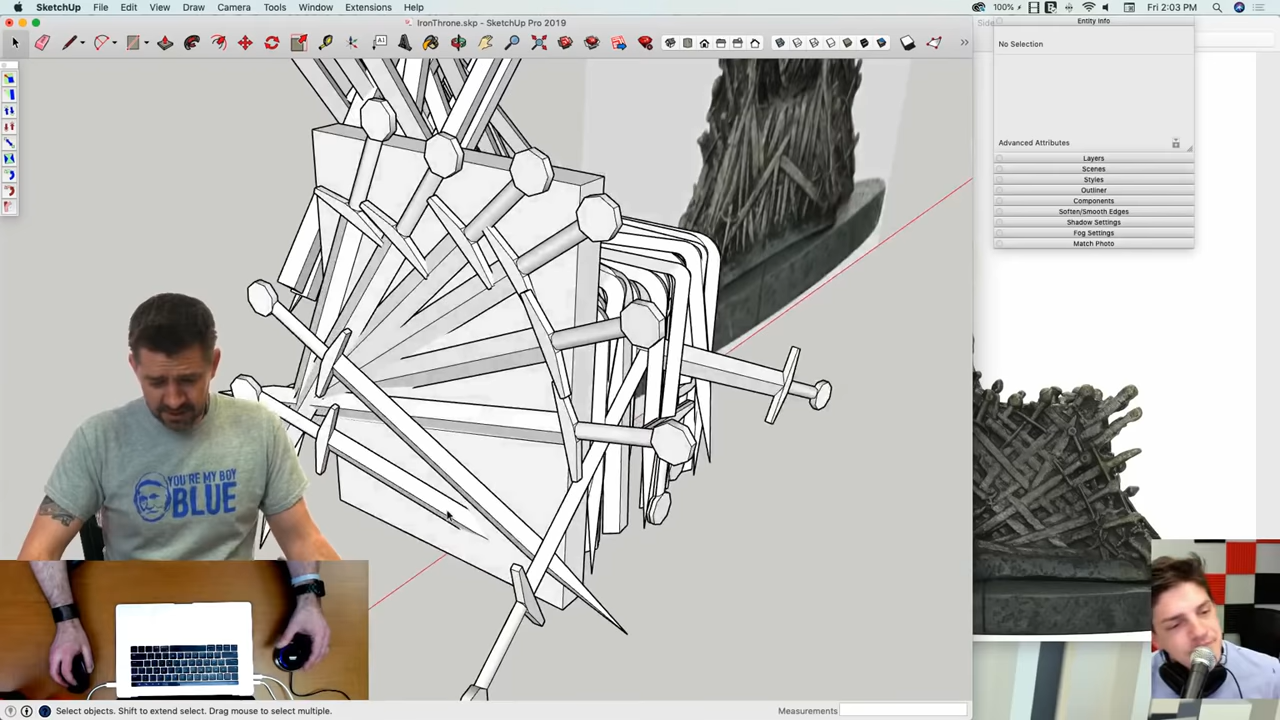 SketchUp File Edit View Draw Camera Tools Window Extensions Help
100% Fri 2:03 PM
IronThrone.skp - SketchUp Pro 2019
Side
Entity Info
No Selection
Advanced Attributes
Layers
Scenes
Styles
Outliner
Components
Soften/Smooth Edges
Shadow Settings
Fog Settings
Match Photo
YOU'RE MY BOY
BLUE
Select objects. Shift to extend select. Drag mouse to select multiple.
Measurements